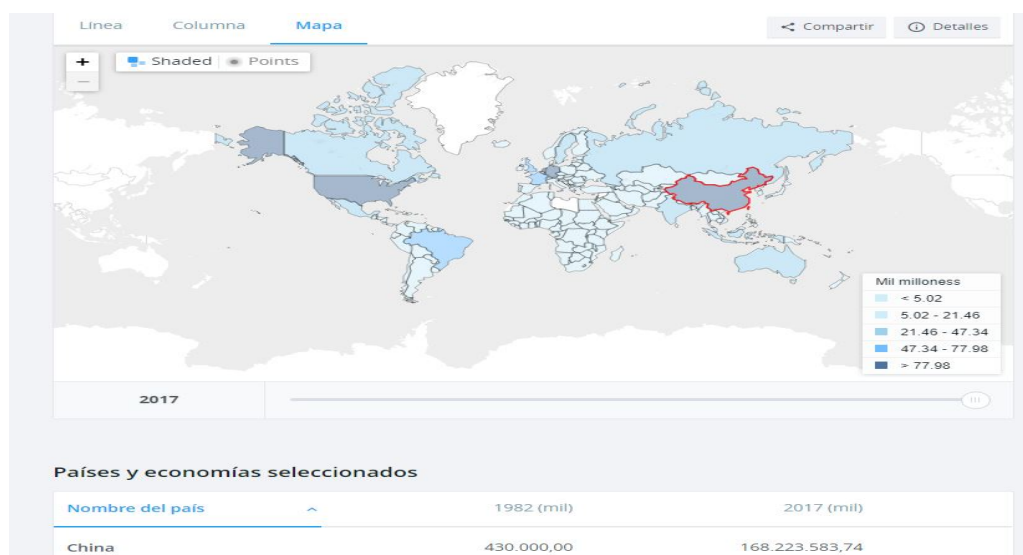 Línea Columna Mapa Compartir Detalles
+ Shaded Points
−
Mil milloness
< 5.02
5.02 - 21.46
21.46 - 47.34
47.34 - 77.98
> 77.98
2017
Países y economías seleccionados
Nombre del país 1982 (mil) 2017 (mil)
China 430.000,00 168.223.583,74